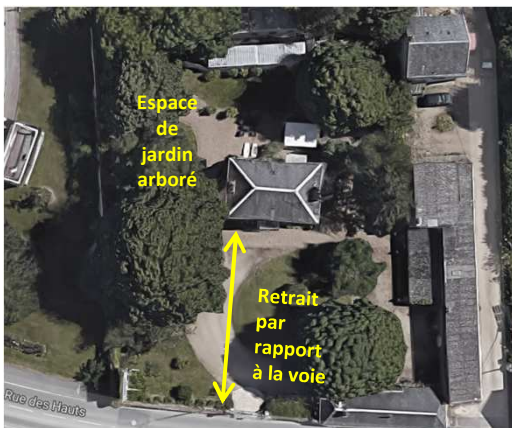 Espace
de
jardin
arboré
Retrait
par
rapport
à la voie
Rue des Hauts